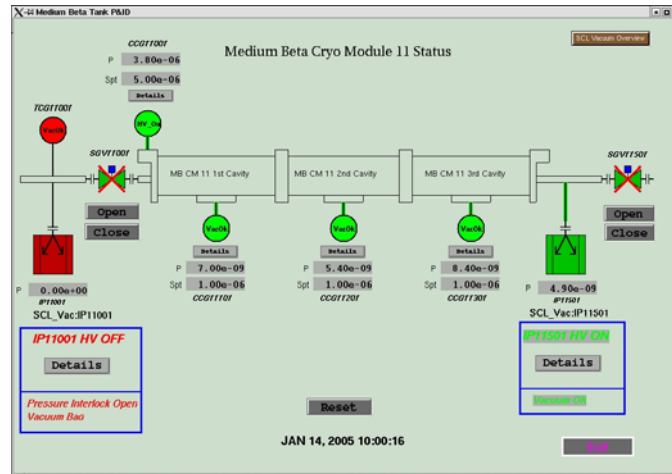 Medium Beta Tank P&ID
Medium Beta Cryo Module 11 Status
SCL Vacuum Overview
CCG11001
P 3.80e-06
Spt 5.00e-06
Details
TCG11001
VacOk
HV_On
SGV11001
SGV11501
MB CM 11 1st Cavity
MB CM 11 2nd Cavity
MB CM 11 3rd Cavity
Open
Close
Open
Close
VacOk
VacOk
VacOk
Details
Details
Details
P 7.00e-09
Spt 1.00e-06
CCG11101
P 5.40e-09
Spt 1.00e-06
CCG11201
P 8.40e-09
Spt 1.00e-06
CCG11301
P 0.00e+00
IP11001
SCL_Vac:IP11001
P 4.90e-09
IP11501
SCL_Vac:IP11501
IP11001 HV OFF
Details
Pressure Interlock Open
Vacuum Bad
IP11501 HV ON
Details
Vacuum Ok
Reset
JAN 14, 2005 10:00:16
Exit